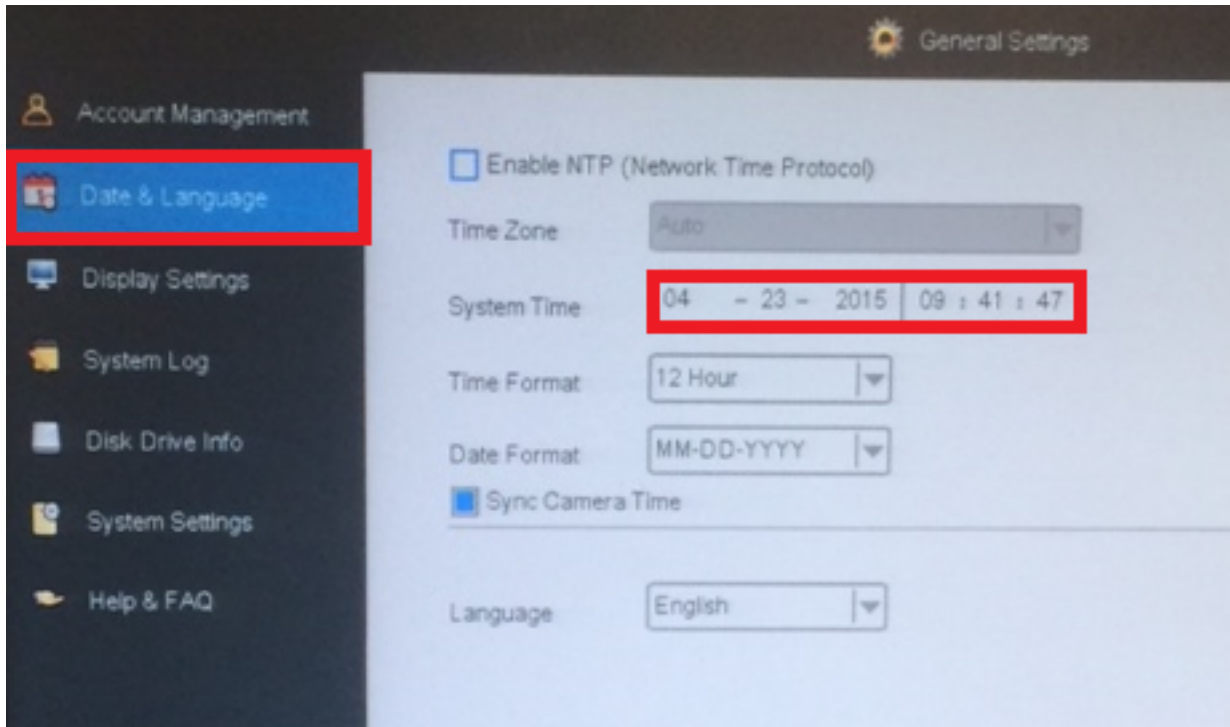 General Settings
Account Management
Date & Language
Display Settings
System Log
Disk Drive Info
System Settings
Help & FAQ
Enable NTP (Network Time Protocol)
Time Zone Auto
System Time 04 - 23 - 2015 09 : 41 : 47
Time Format 12 Hour
Date Format MM-DD-YYYY
Sync Camera Time
Language English